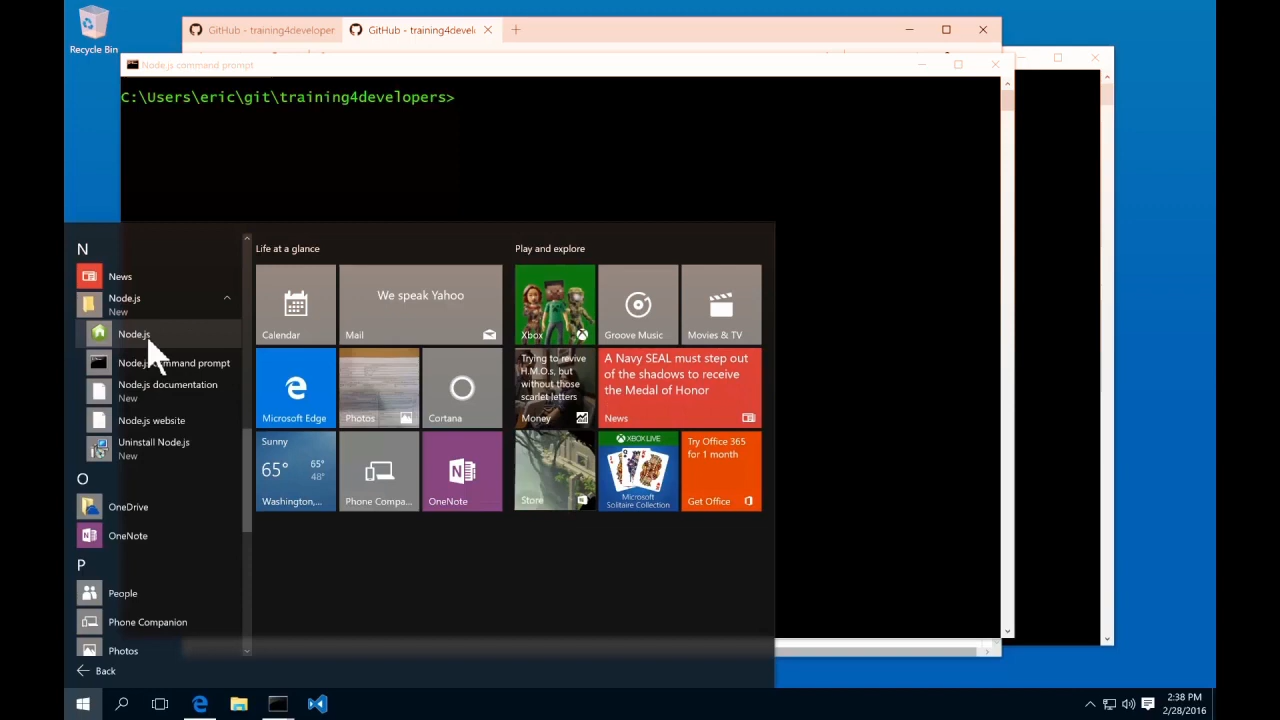 Recycle Bin
GitHub - training4developer
GitHub - training4devel
Node.js command prompt
C:\Users\eric\git\training4developers>
N
News
Node.js
New
Node.js
Node.js command prompt
Node.js documentation
New
Node.js website
Uninstall Node.js
New
O
OneDrive
OneNote
P
People
Phone Companion
Photos
Back
Life at a glance
Calendar
We speak Yahoo
Mail
Microsoft Edge
Photos
Cortana
Sunny
65°
65°
48°
Washington,...
Phone Compa...
OneNote
Play and explore
Xbox
Groove Music
Movies & TV
Trying to revive
H.M.O.s, but
without those
scarlet letters
Money
A Navy SEAL must step out
of the shadows to receive
the Medal of Honor
News
Store
XBOX LIVE
Microsoft
Solitaire Collection
Try Office 365
for 1 month
Get Office
2:38 PM
2/28/2016